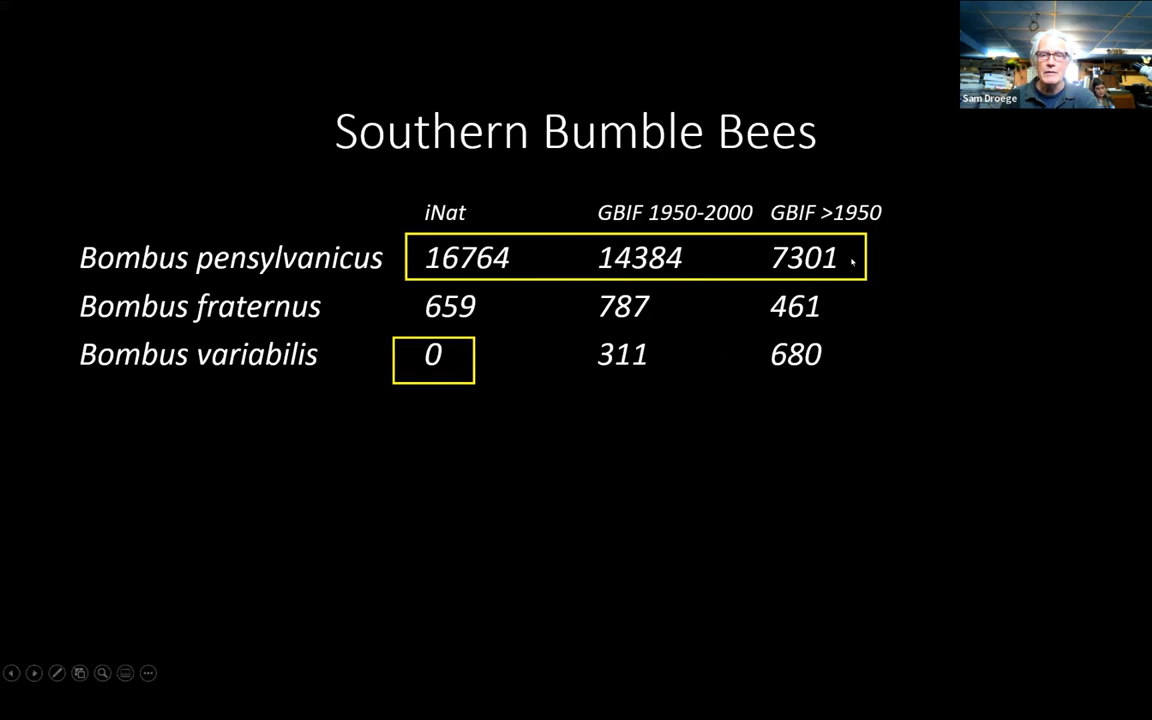 Sam Droege
Southern Bumble Bees
iNat GBIF 1950-2000 GBIF >1950
Bombus pensylvanicus 16764 14384 7301
Bombus fraternus 659 787 461
Bombus variabilis 0 311 680